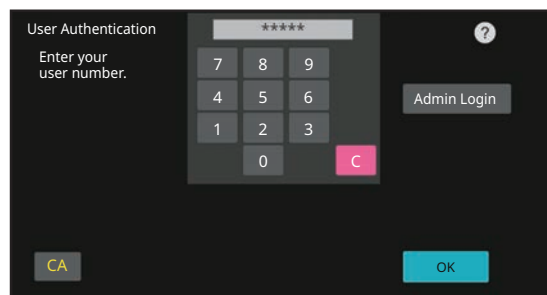 User Authentication
*****
?
Enter your
user number.
7 8 9
4 5 6
Admin Login
1 2 3
0 C
CA
OK